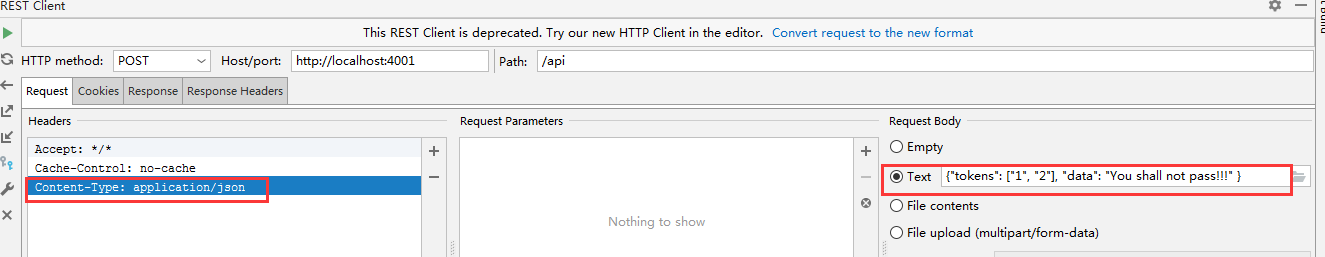 REST Client
This REST Client is deprecated. Try our new HTTP Client in the editor. Convert request to the new format
HTTP method: POST Host/port: http://localhost:4001 Path: /api
Request Cookies Response Response Headers
Headers
Accept: */*
Cache-Control: no-cache
Content-Type: application/json
Request Parameters
Nothing to show
Request Body
Empty
Text {"tokens": ["1", "2"], "data": "You shall not pass!!!" }
File contents
File upload (multipart/form-data)